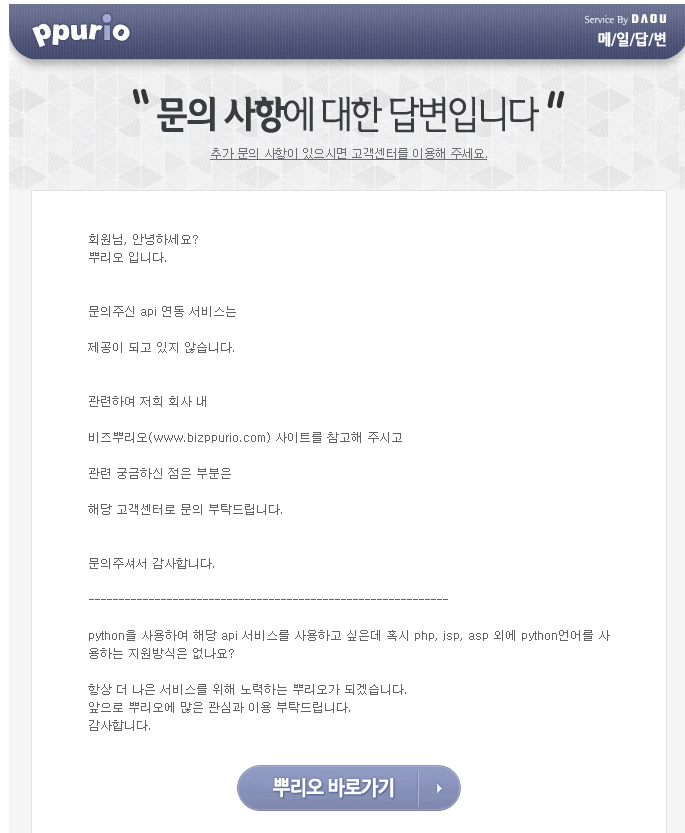 ppurio
Service By DAOU
메/일/답/변
" 문의 사항에 대한 답변입니다 "
추가 문의 사항이 있으시면 고객센터를 이용해 주세요.
회원님, 안녕하세요?
뿌리오 입니다.
문의주신 api 연동 서비스는
제공이 되고 있지 않습니다.
관련하여 저희 회사 내
비즈뿌리오(www.bizppurio.com) 사이트를 참고해 주시고
관련 궁금하신 점은 부분은
해당 고객센터로 문의 부탁드립니다.
문의주셔서 감사합니다.
------------------------------------------------------------
python을 사용하여 해당 api 서비스를 사용하고 싶은데 혹시 php, jsp, asp 외에 python언어를 사
용하는 지원방식은 없나요?
항상 더 나은 서비스를 위해 노력하는 뿌리오가 되겠습니다.
앞으로 뿌리오에 많은 관심과 이용 부탁드립니다.
감사합니다.
뿌리오 바로가기